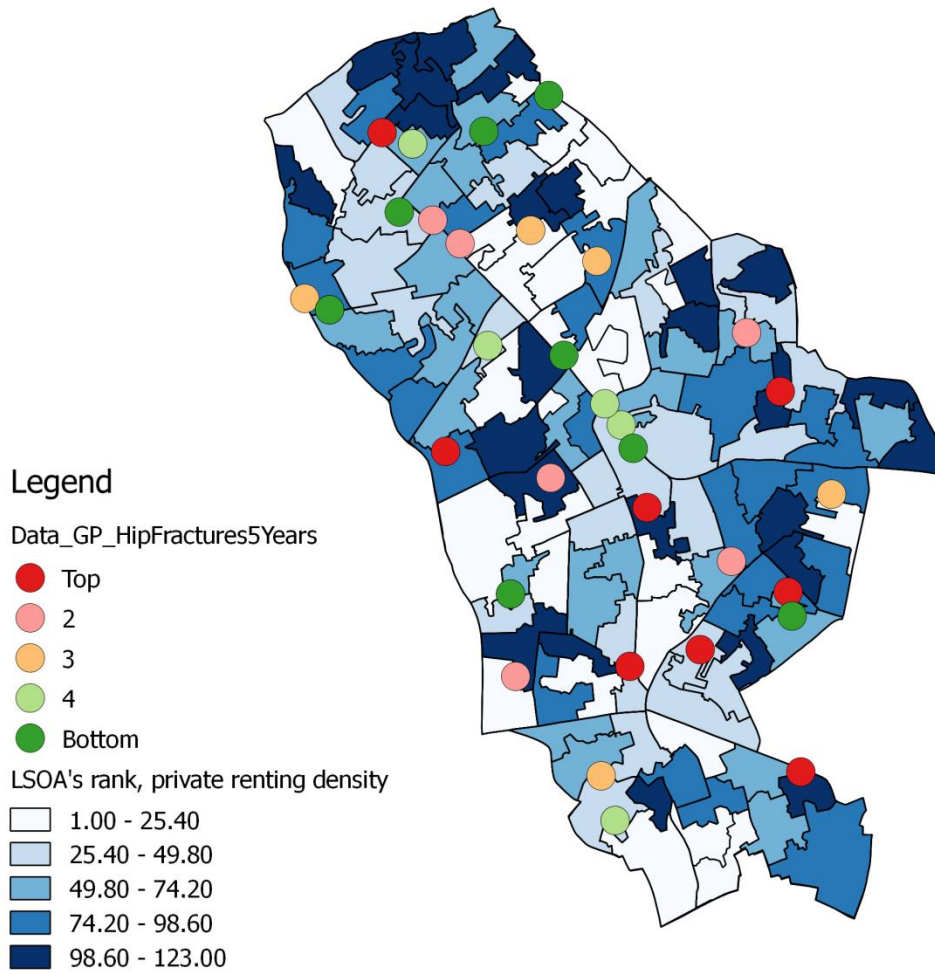 Legend
Data_GP_HipFractures5Years
Top
2
3
4
Bottom
LSOA's rank, private renting density
1.00 - 25.40
25.40 - 49.80
49.80 - 74.20
74.20 - 98.60
98.60 - 123.00